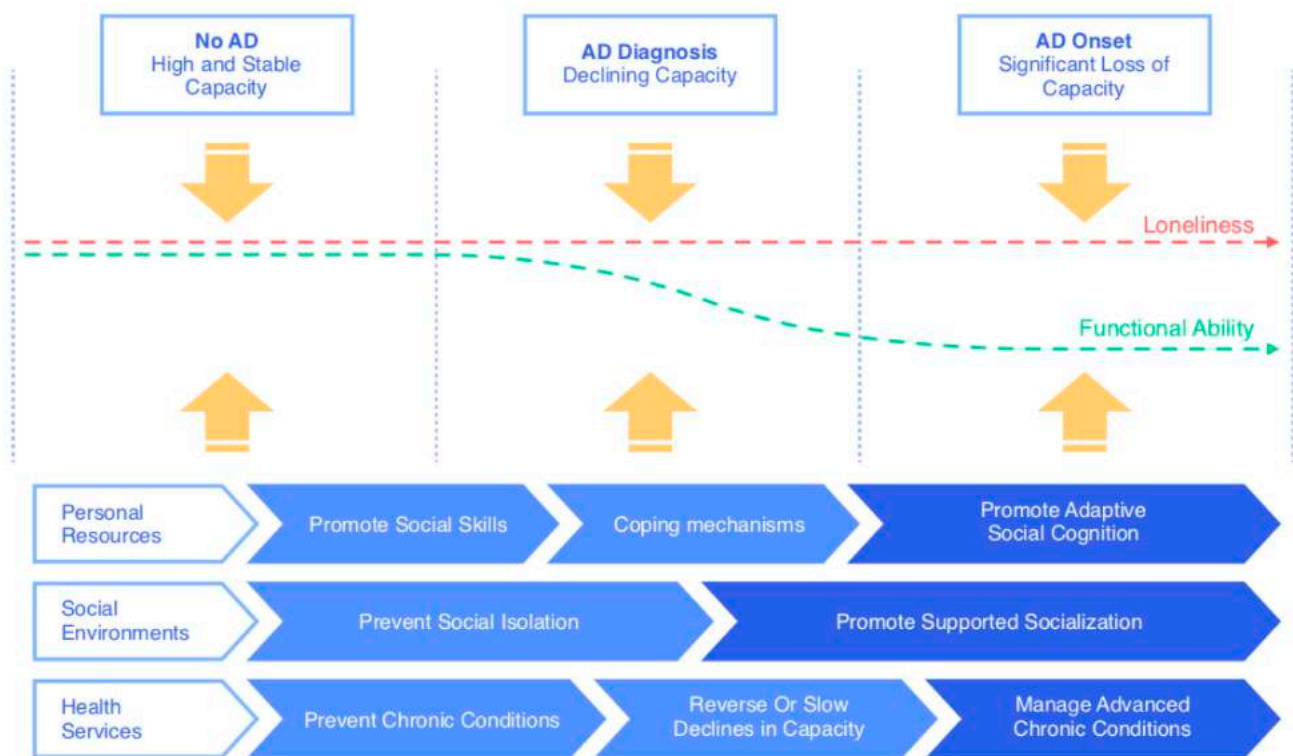 No AD
High and Stable
Capacity
AD Diagnosis
Declining Capacity
AD Onset
Significant Loss of
Capacity
Loneliness
Functional Ability
Personal
Resources
Promote Social Skills
Coping mechanisms
Promote Adaptive
Social Cognition
Social
Environments
Prevent Social Isolation
Promote Supported Socialization
Health
Services
Prevent Chronic Conditions
Reverse Or Slow
Declines in Capacity
Manage Advanced
Chronic Conditions